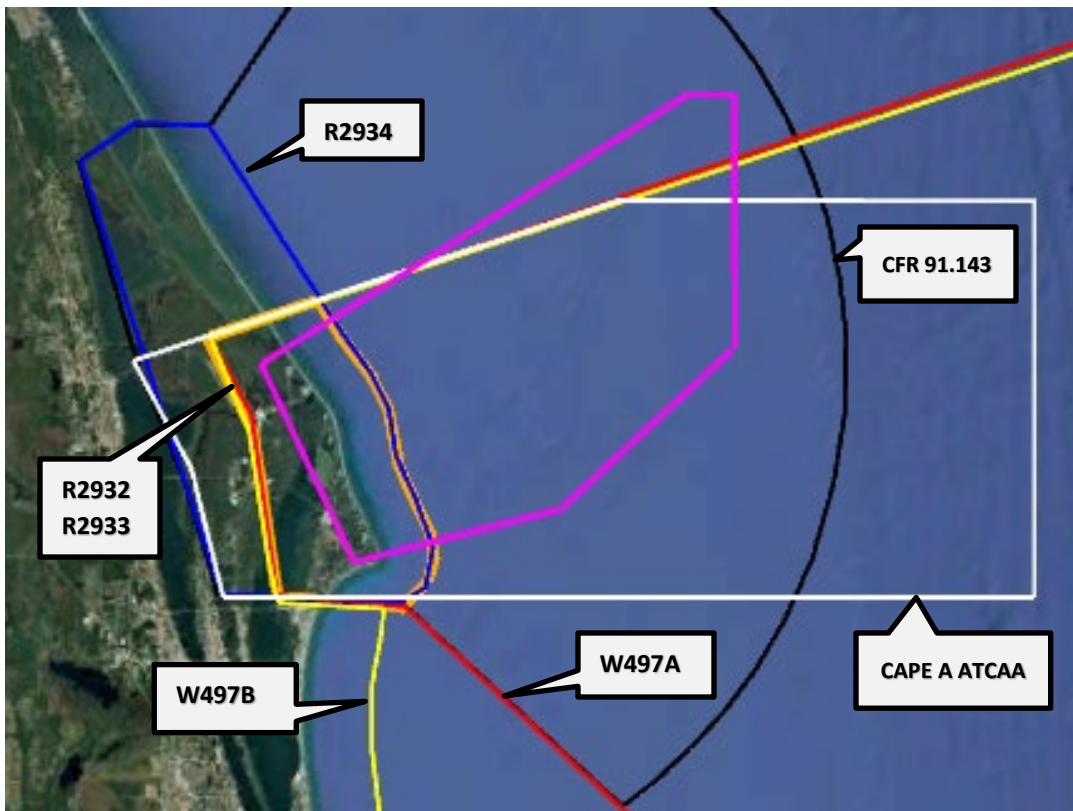 R2934
CFR 91.143
R2932
R2933
W497A
W497B
CAPE A ATCAA